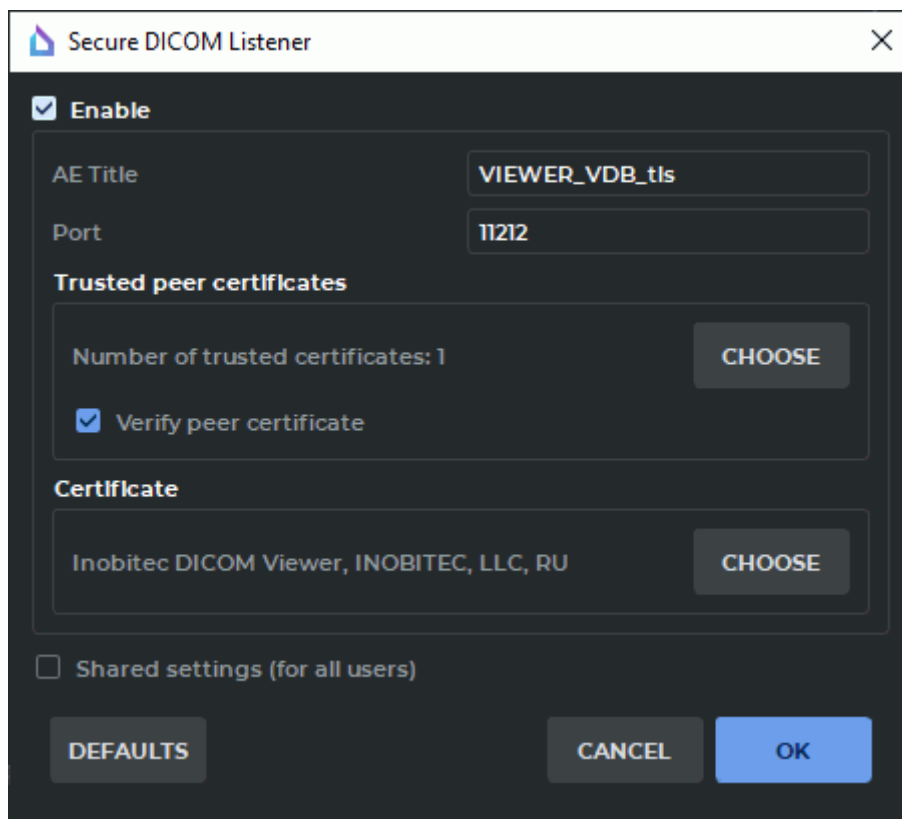 Secure DICOM Listener
Enable
AE Title
VIEWER_VDB_tls
Port
11212
Trusted peer certificates
Number of trusted certificates: 1
CHOOSE
Verify peer certificate
Certificate
Inobitec DICOM Viewer, INOBITEC, LLC, RU
CHOOSE
Shared settings (for all users)
DEFAULTS
CANCEL
OK